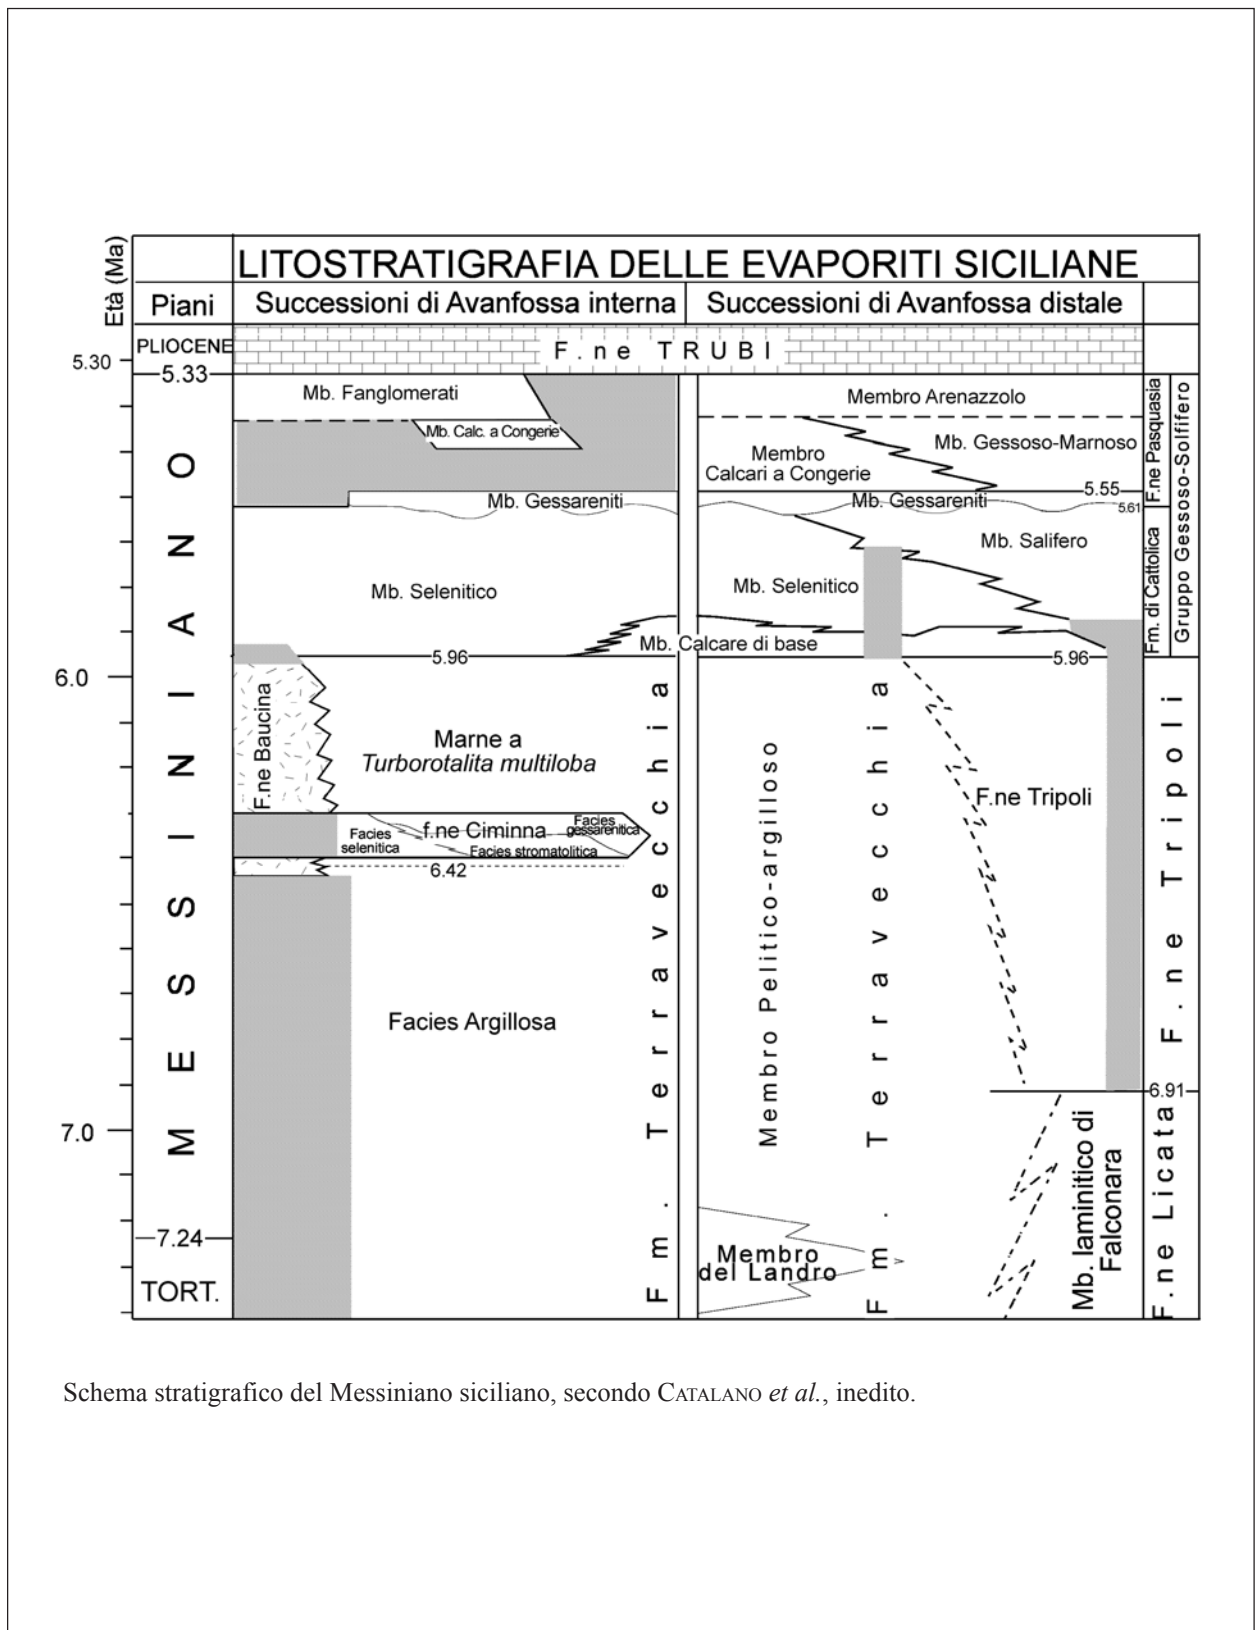 LITOSTRATIGRAFIA DELLE EVAPORITI SICILIANE
Età (Ma)
Piani
Successioni di Avanfossa interna
Successioni di Avanfossa distale
PLIOCENE
F.ne TRUBI
5.30
5.33
Mb. Fanglomerati
Membro Arenazzolo
Mb. Calc. a Congerie
Mb. Gessoso-Marnoso
Membro
Calcari a Congerie
F.ne Pasquasia
5.55
Mb. Gessareniti
Mb. Gessareniti
5.61
Mb. Salifero
Mb. Selenitico
Mb. Selenitico
Fm. di Cattolica
Gruppo Gessoso-Solfifero
Mb. Calcare di base
5.96
5.96
6.0
MESSINIANO
F.ne Baucina
Marne a
Turborotalita multiloba
F.ne Tripoli
F.ne Tripoli
f.ne Ciminna
Facies
selenitica
Facies
gessarenitica
Facies stromatolitica
6.42
Facies Argillosa
Fm. Terravecchia
Membro Pelitico-argilloso
Fm. Terravecchia
6.91
7.0
Mb. laminitico di
Falconara
F.ne Licata
7.24
Membro
del Landro
TORT.
Schema stratigrafico del Messiniano siciliano, secondo CATALANO et al., inedito.